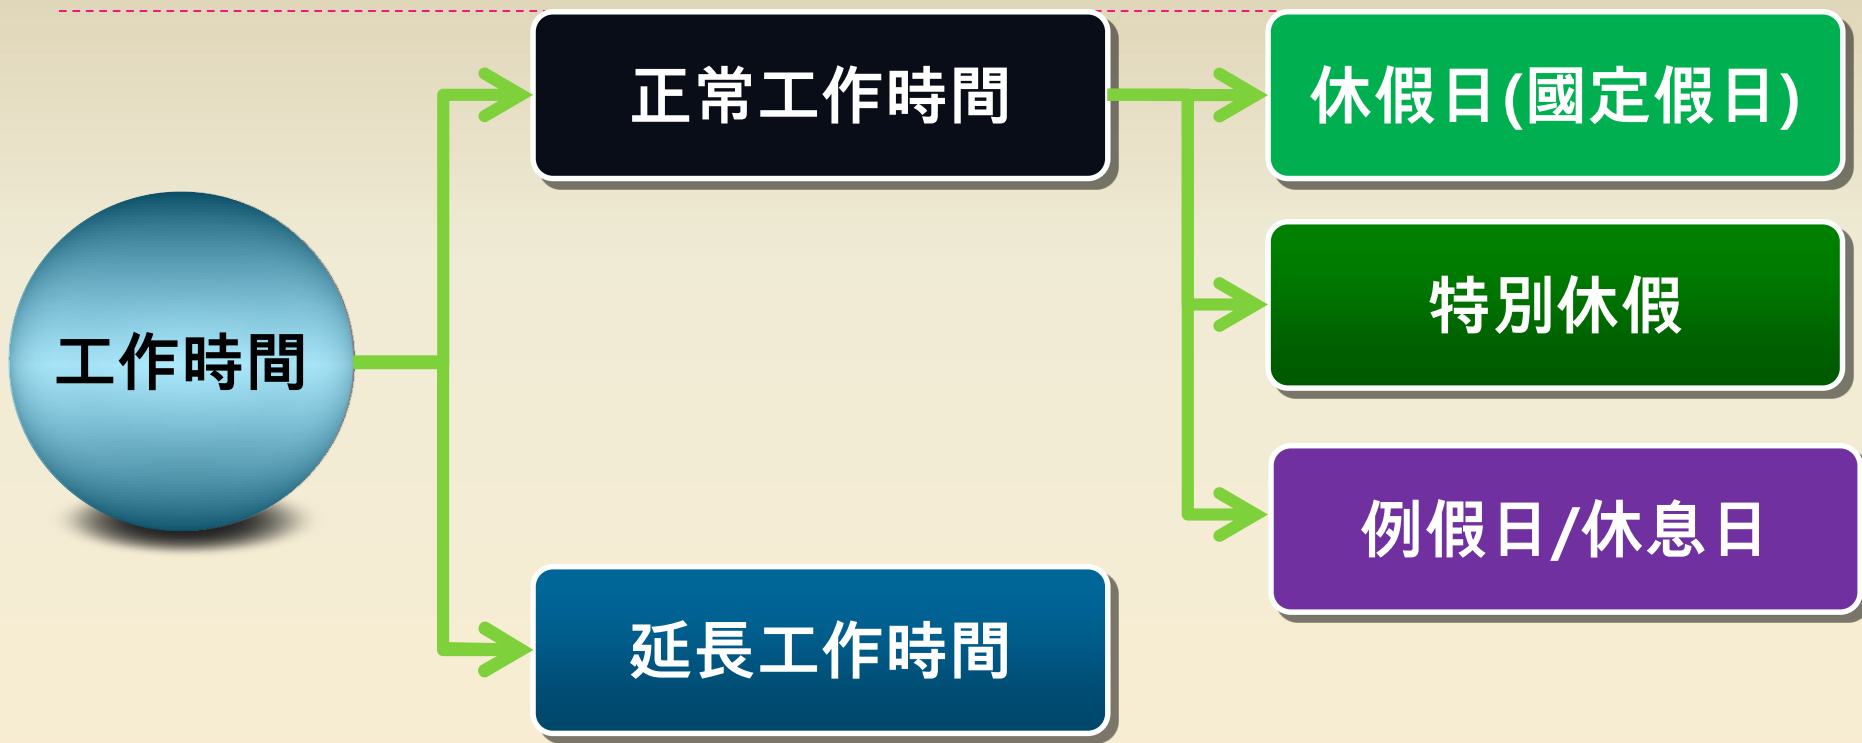 工作時間
正常工作時間
延長工作時間
休假日(國定假日)
特別休假
例假日/休息日